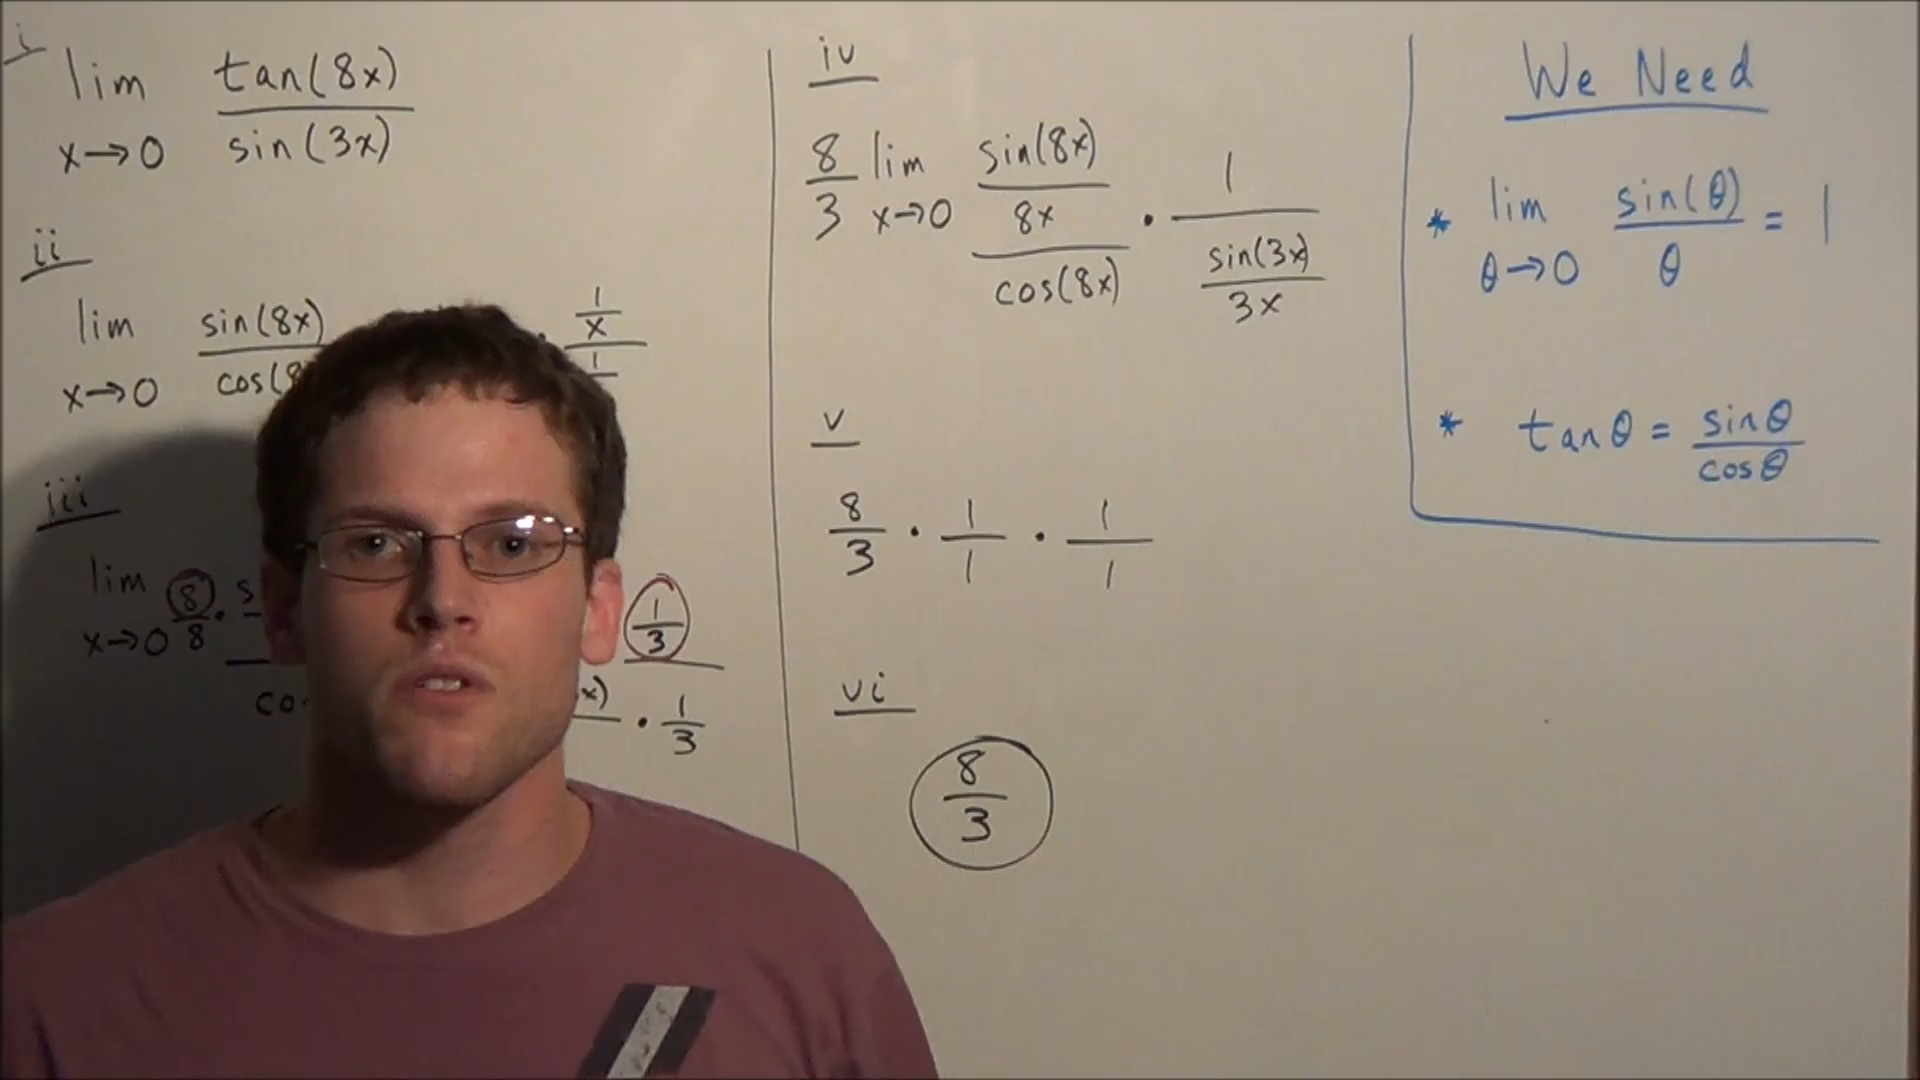 i
lim tan(8x)
x→0 sin(3x)
ii
lim sin(8x) · 1/x
x→0 cos(8 1
iii
lim 8/8 · s 1/3
x→0 co x) · 1/3
iv
8/3 lim sin(8x)/8x · 1
x→0 cos(8x) sin(3x)/3x
v
8/3 · 1/1 · 1/1
vi
8/3
We Need
* lim sin(θ)/θ = 1
θ→0
* tanθ = sinθ/cosθ